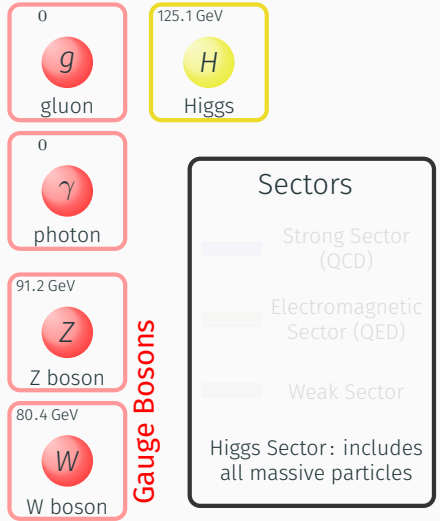 0
g
gluon
125.1 GeV
H
Higgs
0
γ
photon
91.2 GeV
Z
Z boson
80.4 GeV
W
W boson
Gauge Bosons
Sectors
Strong Sector
(QCD)
Electromagnetic
Sector (QED)
Weak Sector
Higgs Sector: includes
all massive particles